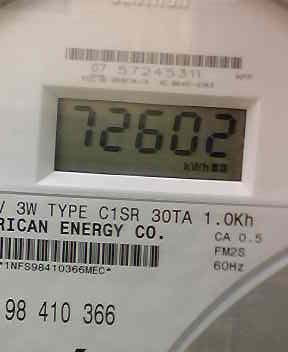 07 57245311
72602
kWh
V 3W TYPE C1SR 30TA 1.0Kh
RICAN ENERGY CO.
CA 0.5
FM2S
60Hz
*1NFS98410366MEC*
98 410 366